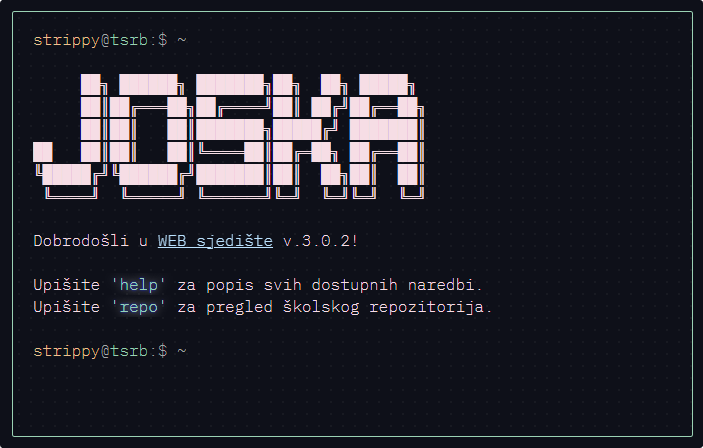 strippy@tsrb:$ ~
JOSKA
Dobrodošli u WEB sjedište v.3.0.2!
Upišite 'help' za popis svih dostupnih naredbi.
Upišite 'repo' za pregled školskog repozitorija.
strippy@tsrb:$ ~